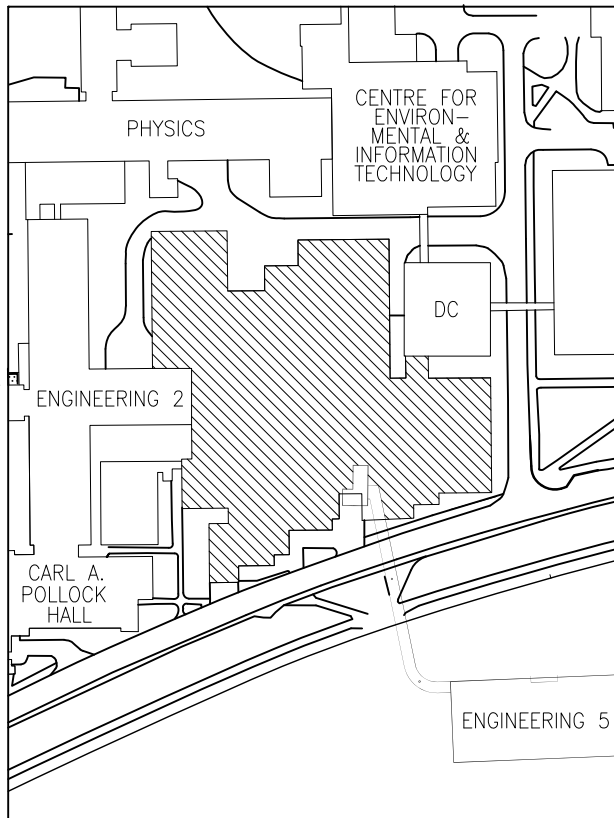 PHYSICS
CENTRE FOR
ENVIRON-
MENTAL &
INFORMATION
TECHNOLOGY
DC
ENGINEERING 2
CARL A.
POLLOCK
HALL
ENGINEERING 5